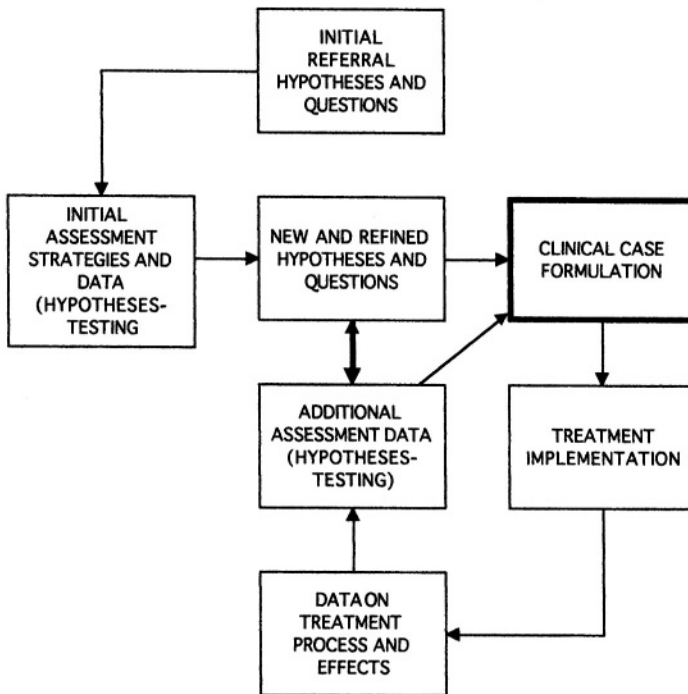 INITIAL
REFERRAL
HYPOTHESES AND
QUESTIONS
INITIAL
ASSESSMENT
STRATEGIES AND
DATA
(HYPOTHESES-
TESTING
NEW AND REFINED
HYPOTHESES AND
QUESTIONS
CLINICAL CASE
FORMULATION
ADDITIONAL
ASSESSMENT DATA
(HYPOTHESES-
TESTING)
TREATMENT
IMPLEMENTATION
DATA ON
TREATMENT
PROCESS AND
EFFECTS